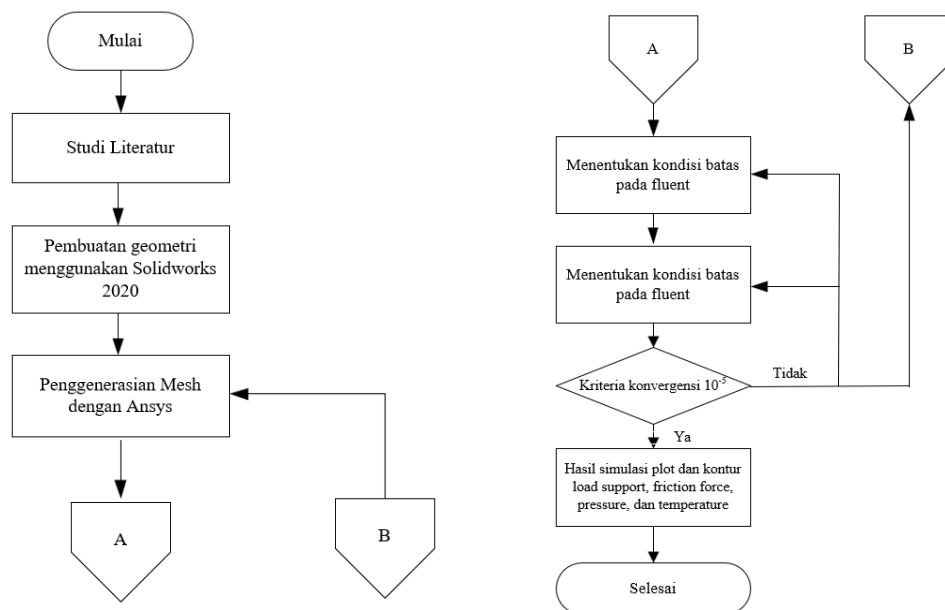 Mulai
Studi Literatur
Pembuatan geometri
menggunakan Solidworks
2020
Penggenerasian Mesh
dengan Ansys
A
B
A
B
Menentukan kondisi batas
pada fluent
Menentukan kondisi batas
pada fluent
Kriteria konvergensi 10⁻⁵
Tidak
Ya
Hasil simulasi plot dan kontur
load support, friction force,
pressure, dan temperature
Selesai